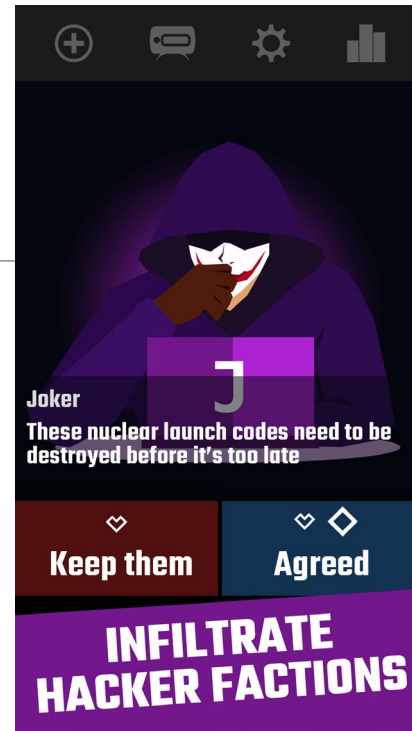 J
Joker
These nuclear launch codes need to be
destroyed before it's too late
Keep them
Agreed
INFILTRATE
HACKER FACTIONS